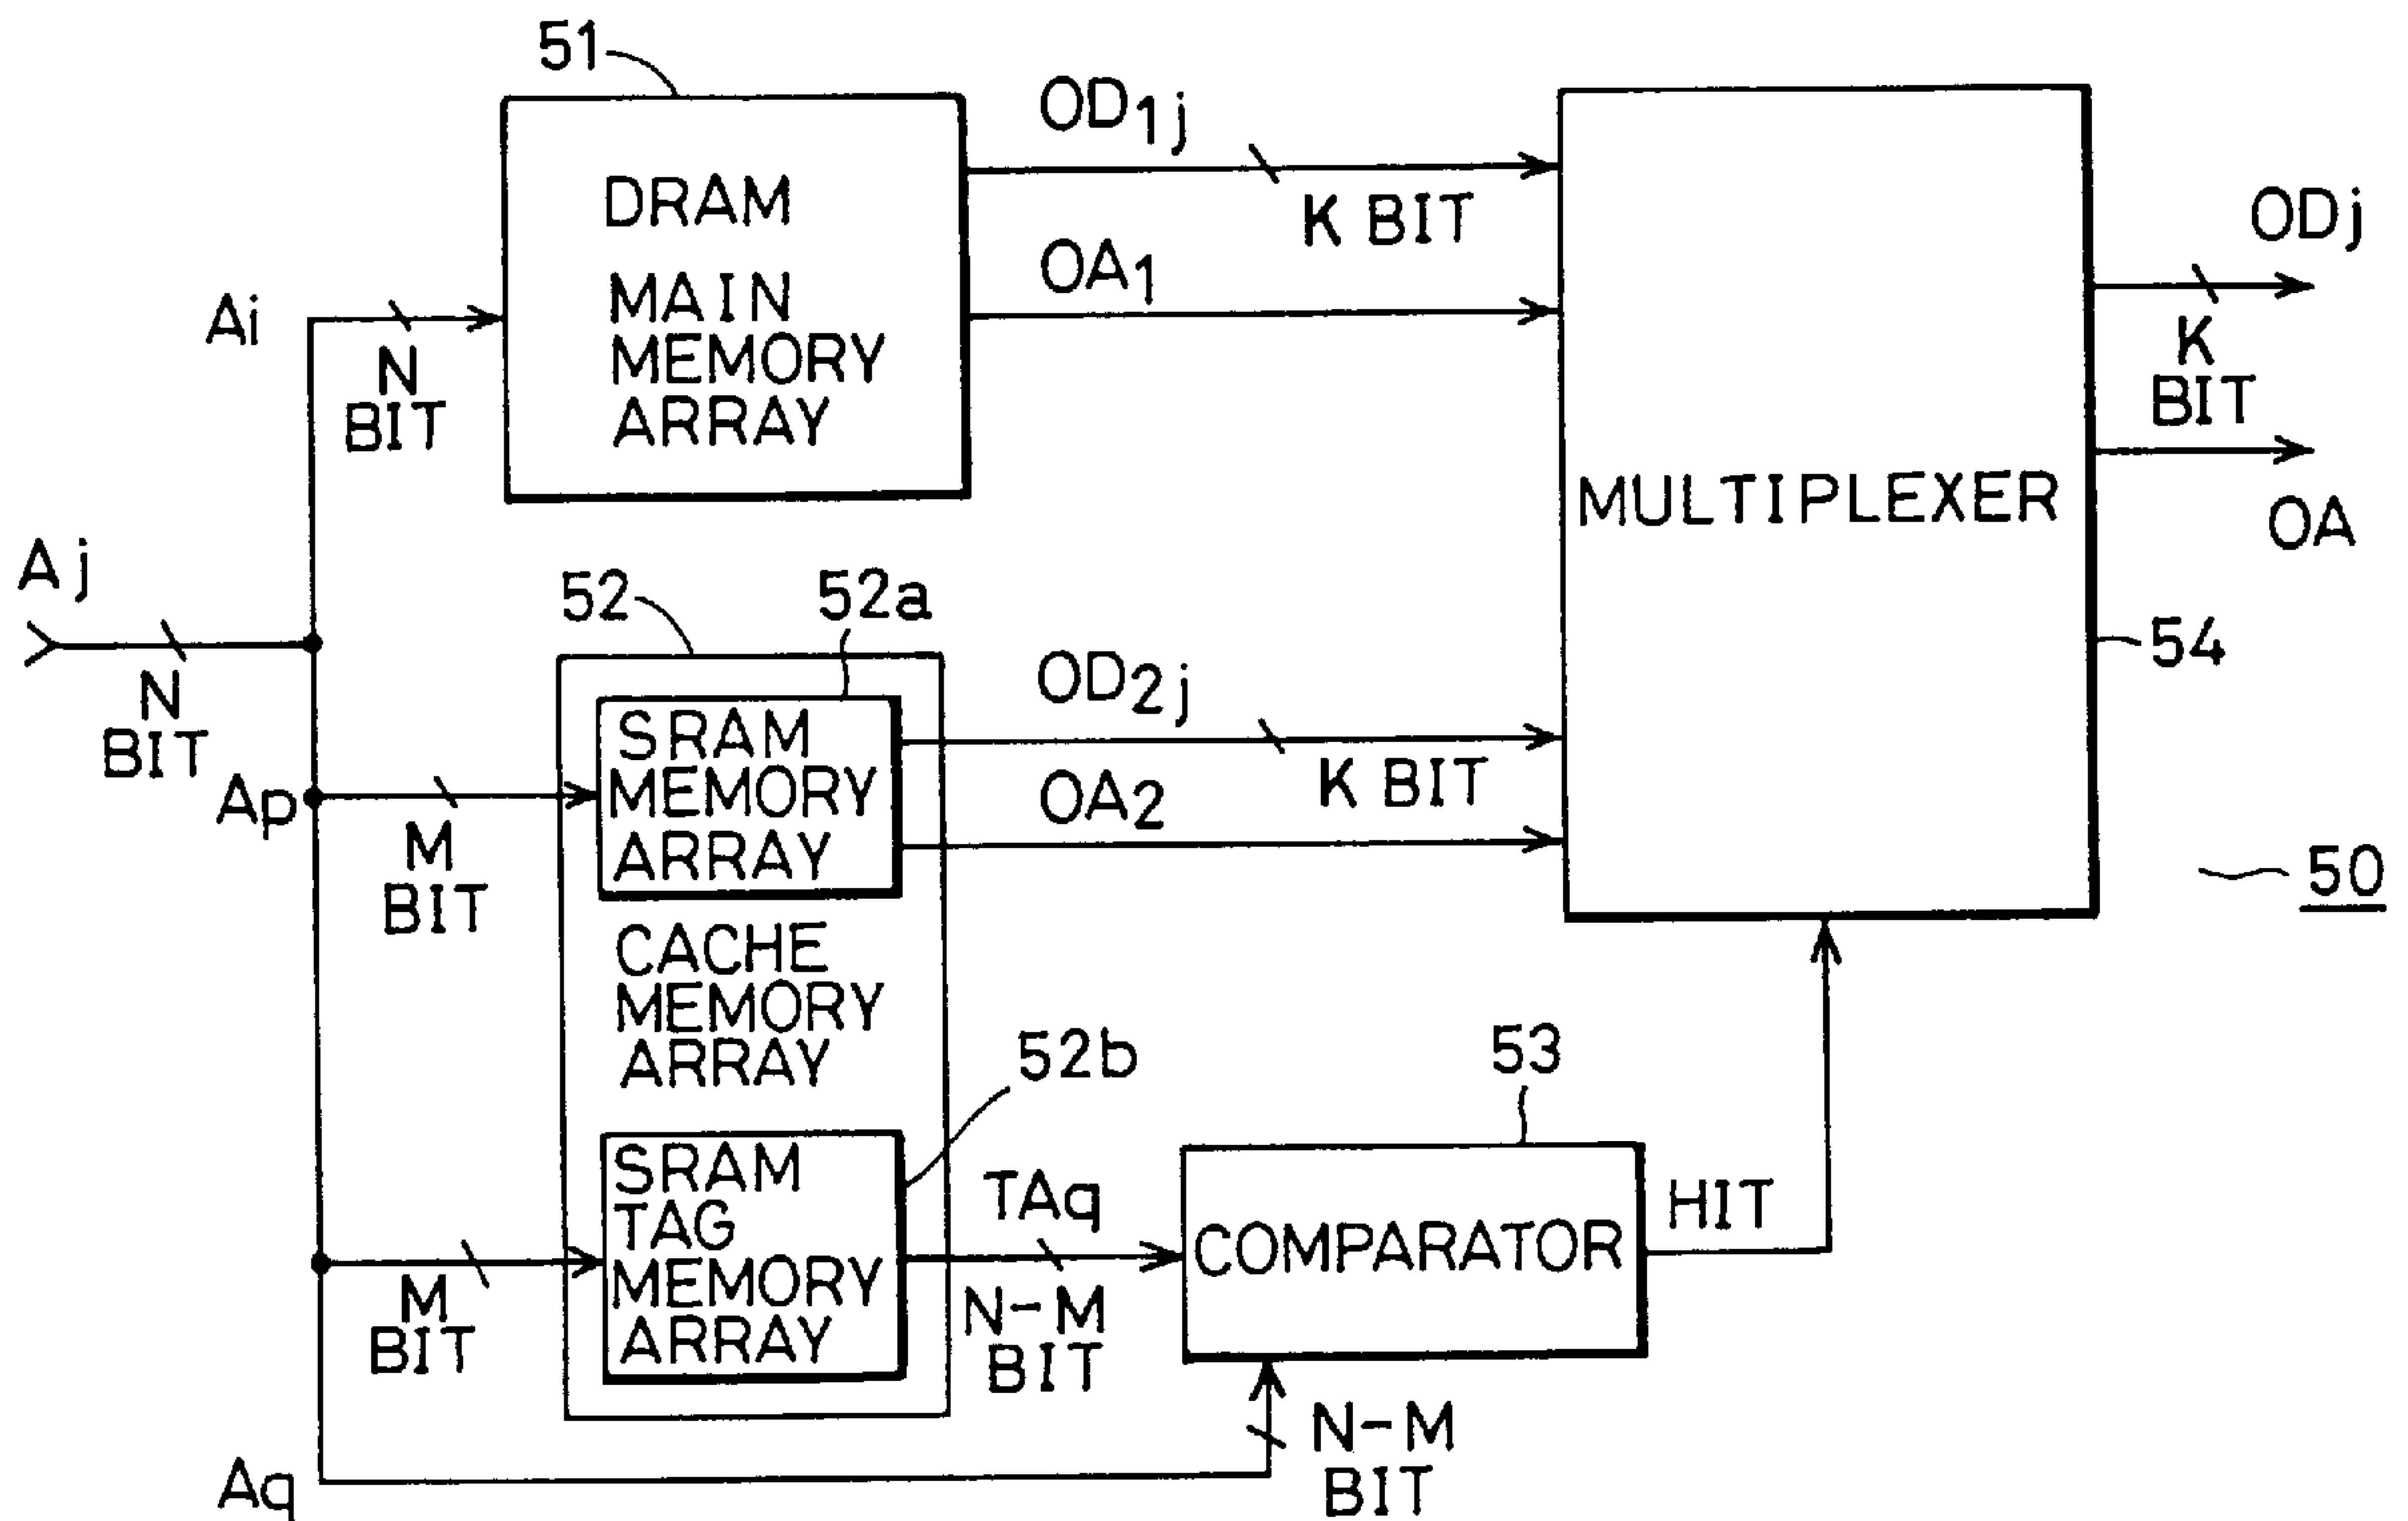 51
DRAM
MAIN
MEMORY
ARRAY
OD1j
K BIT
OA1
MULTIPLEXER
ODj
K
BIT
OA
54
50
Ai
N
BIT
Aj
N
BIT
Ap
M
BIT
52
52a
SRAM
MEMORY
ARRAY
OD2j
K BIT
OA2
CACHE
MEMORY
ARRAY
52b
SRAM
TAG
MEMORY
ARRAY
M
BIT
TAq
N-M
BIT
53
COMPARATOR
HIT
N-M
BIT
Aq